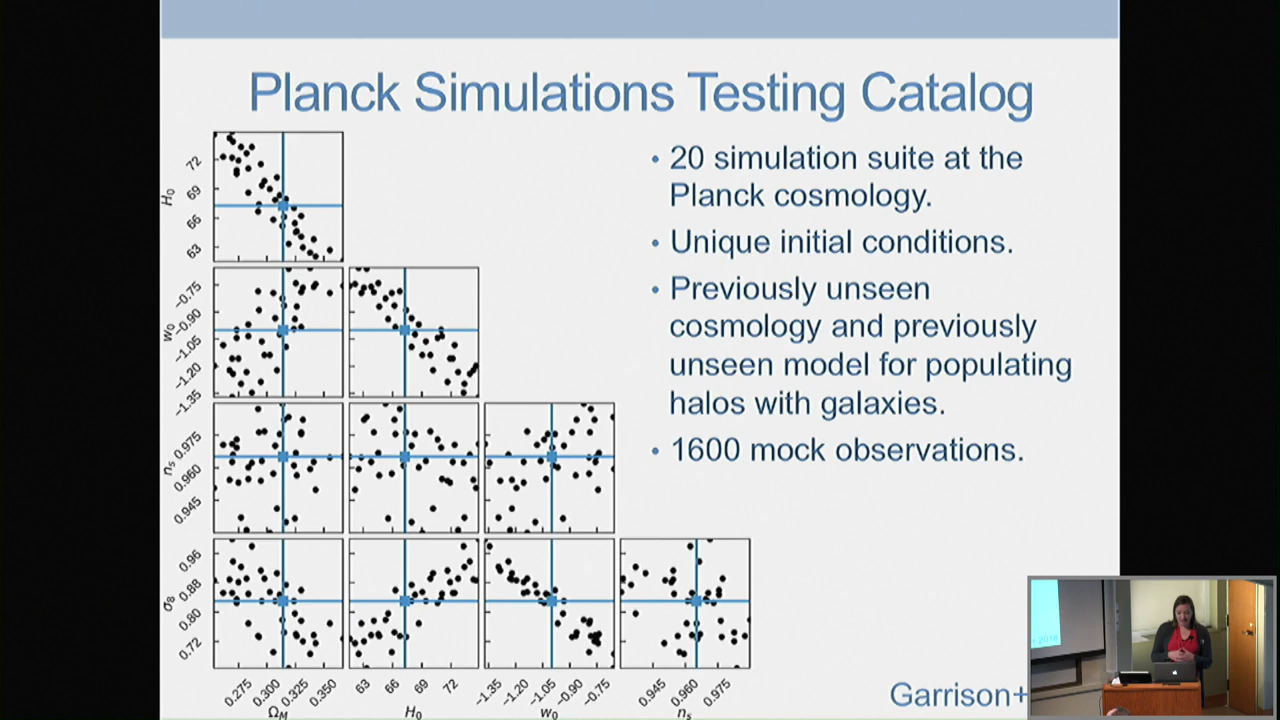 Planck Simulations Testing Catalog
• 20 simulation suite at the
Planck cosmology.
• Unique initial conditions.
• Previously unseen
cosmology and previously
unseen model for populating
halos with galaxies.
• 1600 mock observations.
Garrison+
H₀
72
69
66
63
w₀
−0.75
−0.90
−1.05
−1.20
−1.35
nₛ
0.975
0.960
0.945
σ₈
0.96
0.88
0.80
0.72
0.275 0.300 0.325 0.350
Ω_M
63 66 69 72
H₀
−1.35 −1.20 −1.05 −0.90 −0.75
w₀
0.945 0.960 0.975
nₛ
2018